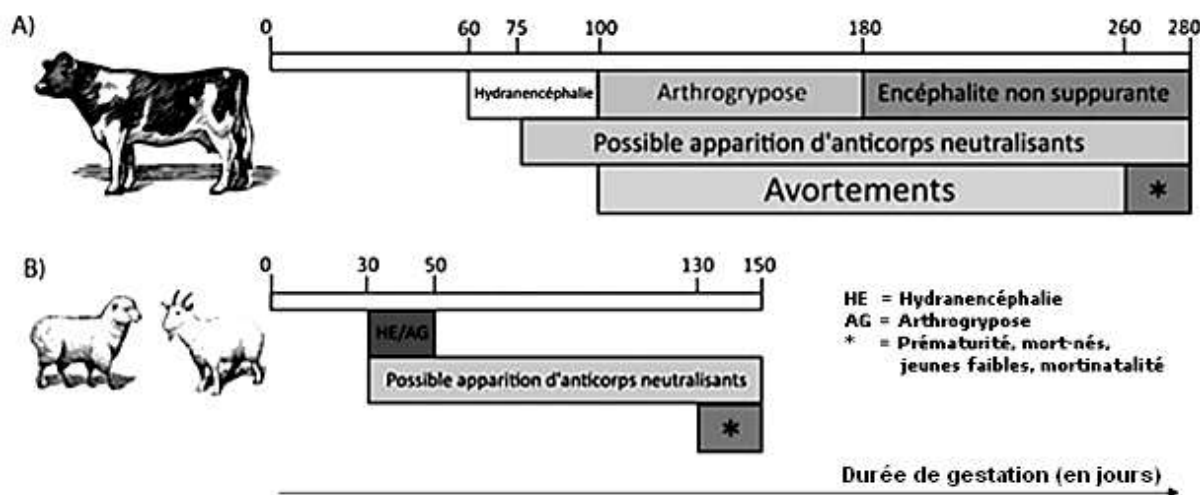 A)
0 60 75 100 180 260 280
Hydranencéphalie Arthrogrypose Encéphalite non suppurante
Possible apparition d'anticorps neutralisants
Avortements *
B)
0 30 50 130 150
HE/AG
Possible apparition d'anticorps neutralisants
*
HE = Hydranencéphalie
AG = Arthrogrypose
* = Prématurité, mort-nés,
jeunes faibles, mortinatalité
Durée de gestation (en jours)